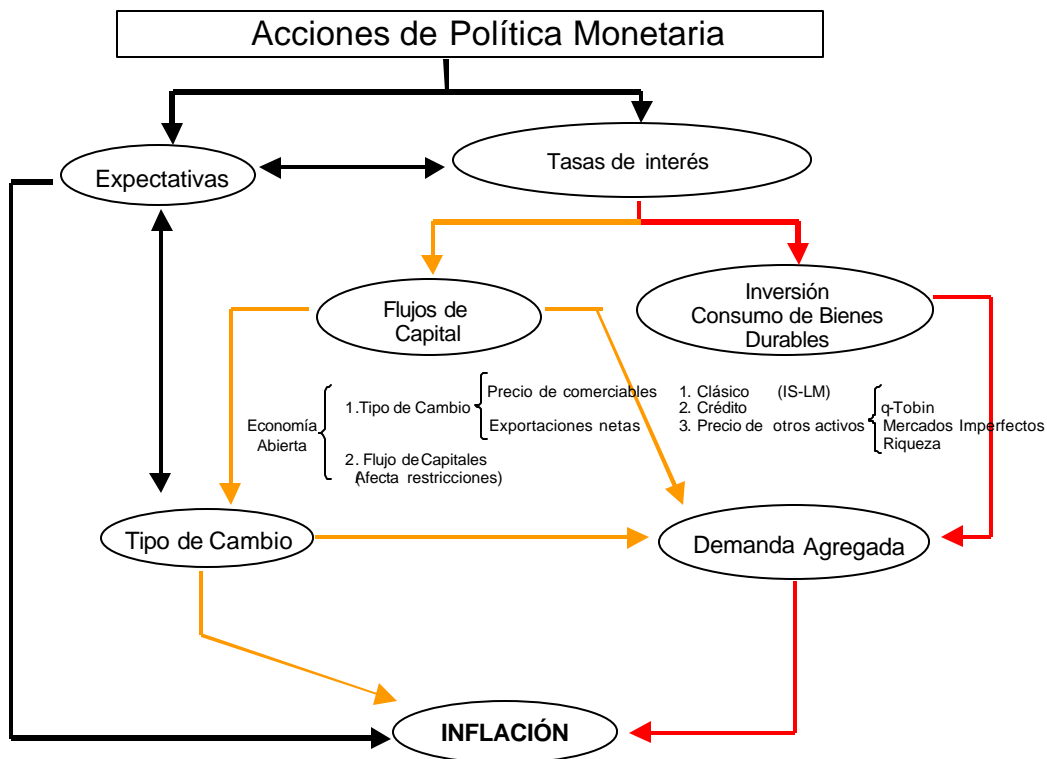 Acciones de Política Monetaria
Tasas de interés
Expectativas
Flujos de
Capital
Inversión
Consumo de Bienes
Durables
Economía
Abierta
1.Tipo de Cambio
Precio de comerciables
Exportaciones netas
2. Flujo de Capitales
(Afecta restricciones)
1. Clásico (IS-LM)
2. Crédito
3. Precio de otros activos
q-Tobin
Mercados Imperfectos
Riqueza
Tipo de Cambio
Demanda Agregada
INFLACIÓN